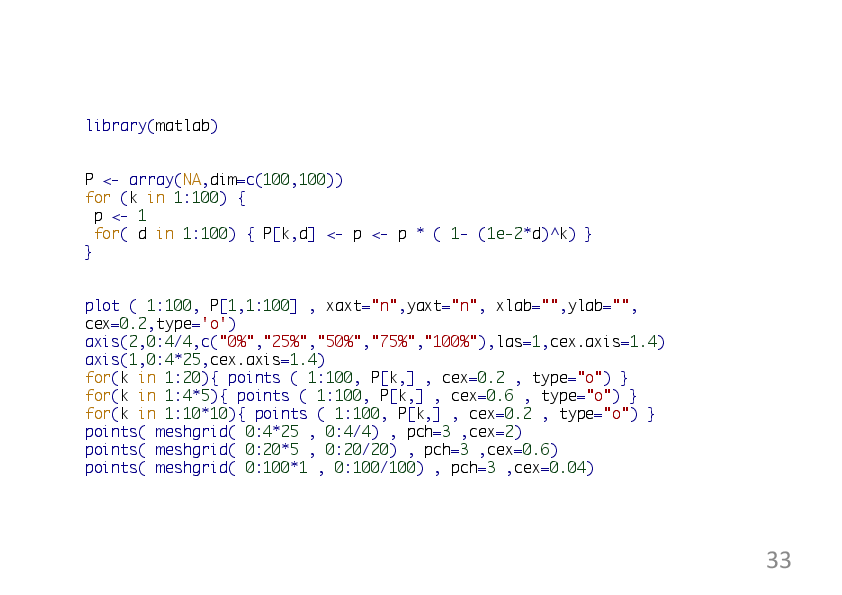 library(matlab)
P <- array(NA,dim=c(100,100))
for (k in 1:100) {
 p <- 1
 for( d in 1:100) { P[k,d] <- p <- p * ( 1- (1e-2*d)^k) }
}
plot ( 1:100, P[1,1:100] , xaxt="n",yaxt="n", xlab="",ylab="",
cex=0.2,type='o')
axis(2,0:4/4,c("0%","25%","50%","75%","100%"),las=1,cex.axis=1.4)
axis(1,0:4*25,cex.axis=1.4)
for(k in 1:20){ points ( 1:100, P[k,] , cex=0.2 , type="o") }
for(k in 1:4*5){ points ( 1:100, P[k,] , cex=0.6 , type="o") }
for(k in 1:10*10){ points ( 1:100, P[k,] , cex=0.2 , type="o") }
points( meshgrid( 0:4*25 , 0:4/4) , pch=3 ,cex=2)
points( meshgrid( 0:20*5 , 0:20/20) , pch=3 ,cex=0.6)
points( meshgrid( 0:100*1 , 0:100/100) , pch=3 ,cex=0.04)
33